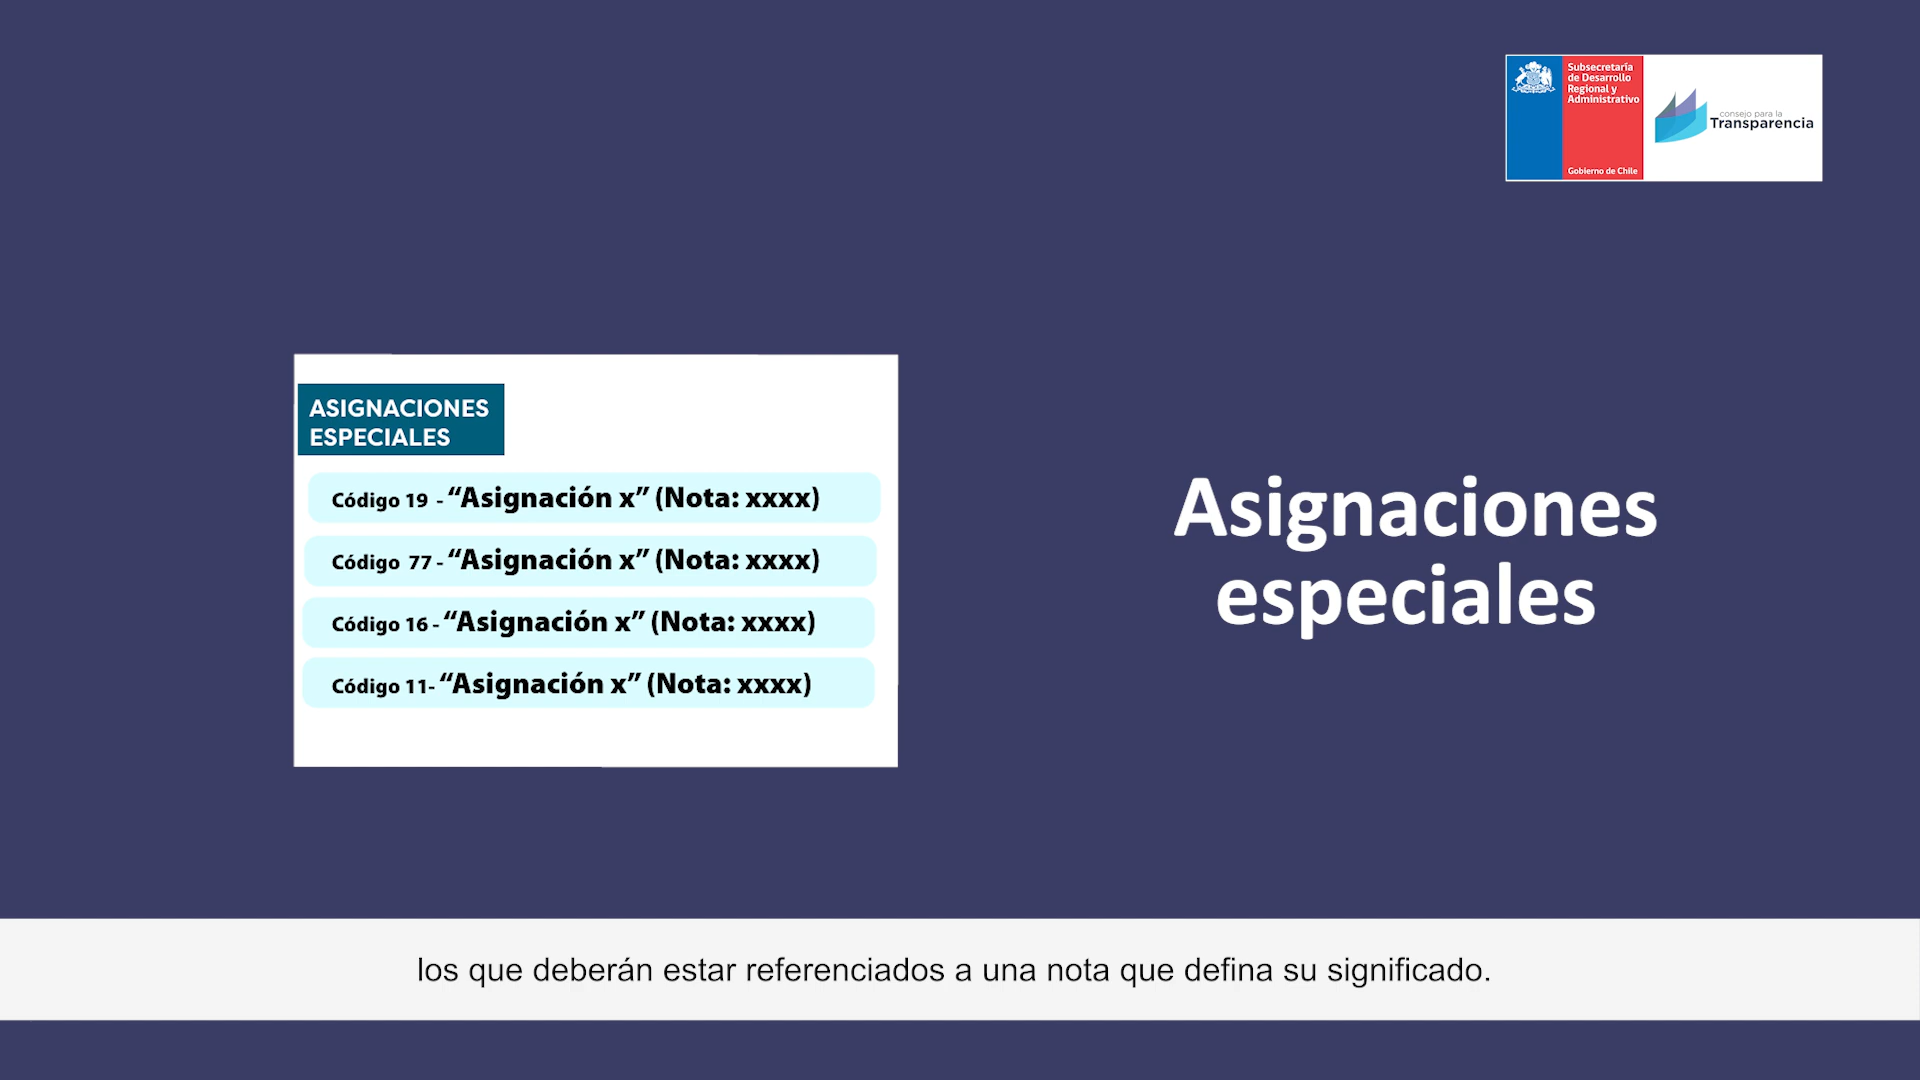 Subsecretaría
de Desarrollo
Regional y
Administrativo
Gobierno de Chile
consejo para la
Transparencia
ASIGNACIONES
ESPECIALES
Código 19 - “Asignación x” (Nota: xxxx)
Código 77 - “Asignación x” (Nota: xxxx)
Código 16 - “Asignación x” (Nota: xxxx)
Código 11- “Asignación x” (Nota: xxxx)
Asignaciones
especiales
los que deberán estar referenciados a una nota que defina su significado.